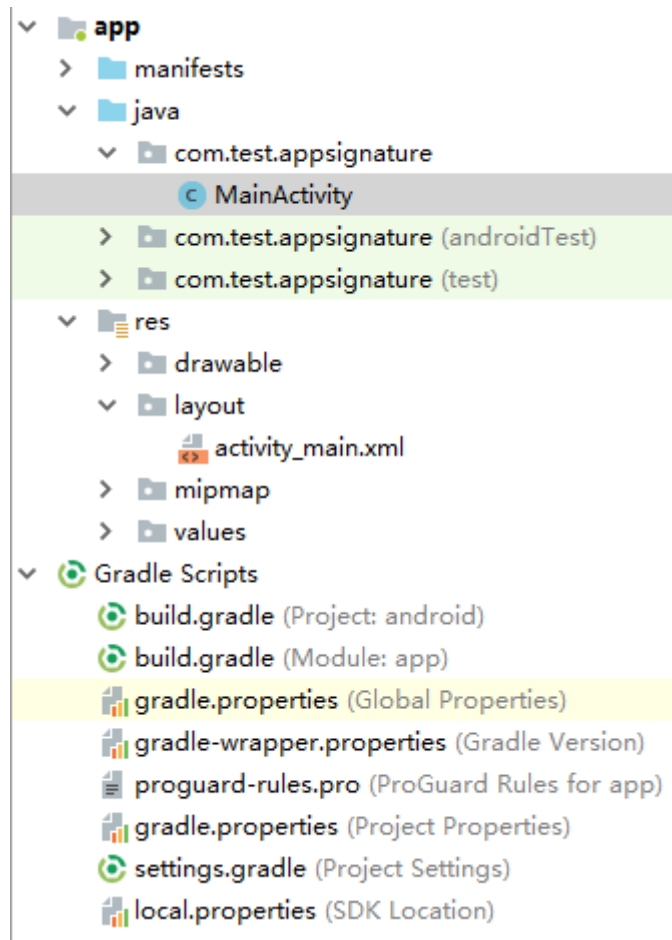 app
manifests
java
com.test.appsignature
C MainActivity
com.test.appsignature (androidTest)
com.test.appsignature (test)
res
drawable
layout
activity_main.xml
mipmap
values
Gradle Scripts
build.gradle (Project: android)
build.gradle (Module: app)
gradle.properties (Global Properties)
gradle-wrapper.properties (Gradle Version)
proguard-rules.pro (ProGuard Rules for app)
gradle.properties (Project Properties)
settings.gradle (Project Settings)
local.properties (SDK Location)